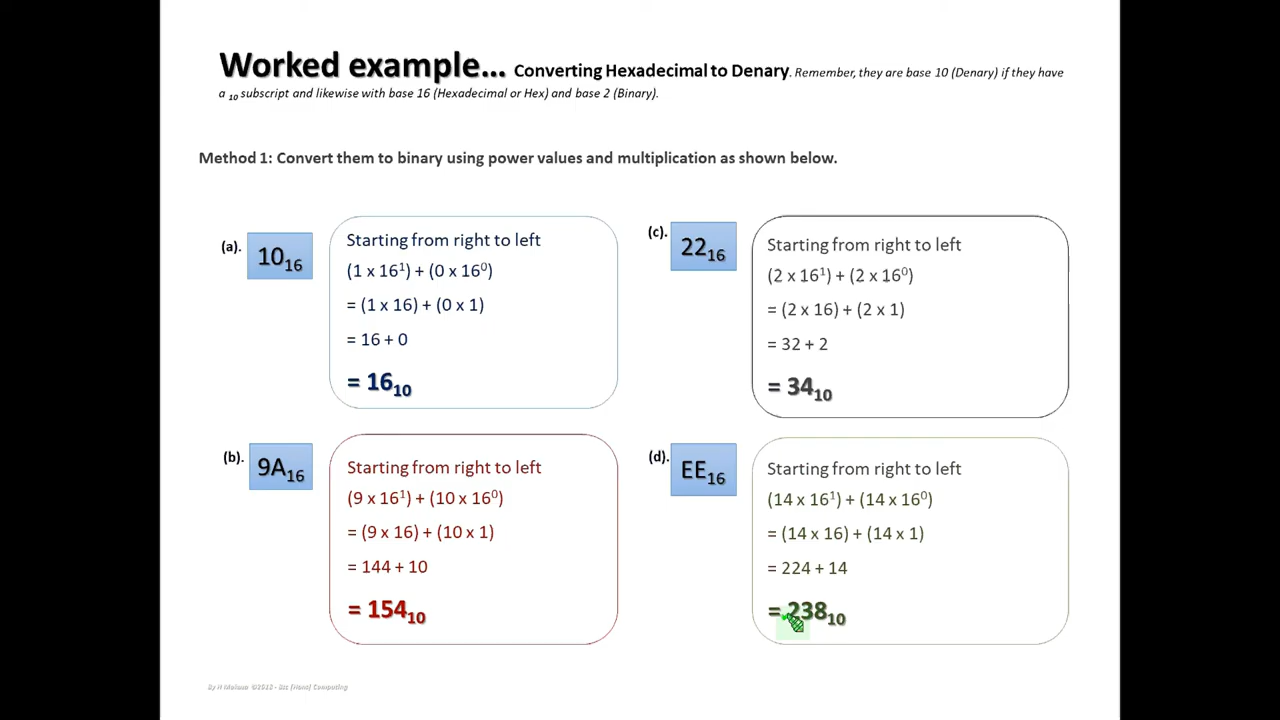 Worked example... Converting Hexadecimal to Denary. Remember, they are base 10 (Denary) if they have
a 10 subscript and likewise with base 16 (Hexadecimal or Hex) and base 2 (Binary).
Method 1: Convert them to binary using power values and multiplication as shown below.
(a). 10₁₆
Starting from right to left
(1 x 16¹) + (0 x 16⁰)
= (1 x 16) + (0 x 1)
= 16 + 0
= 16₁₀
(b). 9A₁₆
Starting from right to left
(9 x 16¹) + (10 x 16⁰)
= (9 x 16) + (10 x 1)
= 144 + 10
= 154₁₀
(c). 22₁₆
Starting from right to left
(2 x 16¹) + (2 x 16⁰)
= (2 x 16) + (2 x 1)
= 32 + 2
= 34₁₀
(d). EE₁₆
Starting from right to left
(14 x 16¹) + (14 x 16⁰)
= (14 x 16) + (14 x 1)
= 224 + 14
= 238₁₀
(Hons) Computing